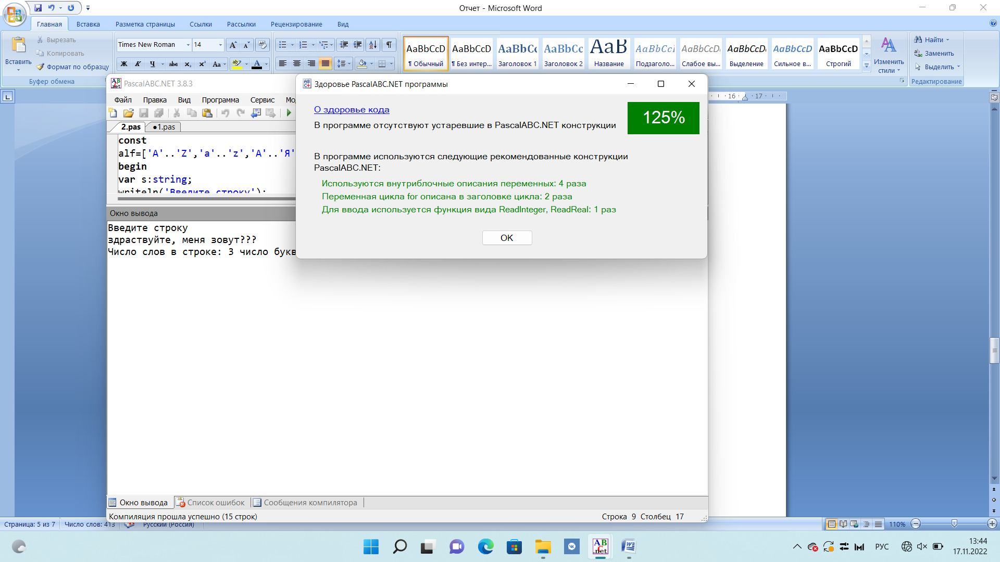 Отчет - Microsoft Word
Главная Вставка Разметка страницы Ссылки Рассылки Рецензирование Вид
Вставить
Вырезать
Копировать
Формат по образцу
Буфер обмена
Times New Roman 14
Ж К Ч abc x₂ x² Aa
AaBbCcD AaBbCcD AaBbCc AaBbCc АаВ AaBbCcI AaBbCcD AaBbCcD AaBbCcD AaBbCcD
¶ Обычный ¶ Без интер... Заголовок 1 Заголовок 2 Название Подзаголо... Слабое вы... Выделение Сильное в... Строгий
Изменить стили
Найти
Заменить
Выделить
Редактирование
16 17
PascalABC.NET 3.8.3
Файл Правка Вид Программа Сервис Мо
2.pas •1.pas
const
alf=['A'..'Z','a'..'z','А'..'Я'
begin
var s:string;
writeln('Введите строку');
Здоровье PascalABC.NET программы
О здоровье кода
125%
В программе отсутствуют устаревшие в PascalABC.NET конструкции
В программе используются следующие рекомендованные конструкции
PascalABC.NET:
Используются внутриблочные описания переменных: 4 раза
Переменная цикла for описана в заголовке цикла: 2 раза
Для ввода используется функция вида ReadInteger, ReadReal: 1 раз
OK
Окно вывода
Введите строку
здраствуйте, меня зовут???
Число слов в строке: 3 число букв
Окно вывода Список ошибок Сообщения компилятора
Компиляция прошла успешно (15 строк) Строка 9 Столбец 17
Страница: 5 из 7 Число слов: 413 Русский (Россия) 110%
РУС
13:44
17.11.2022